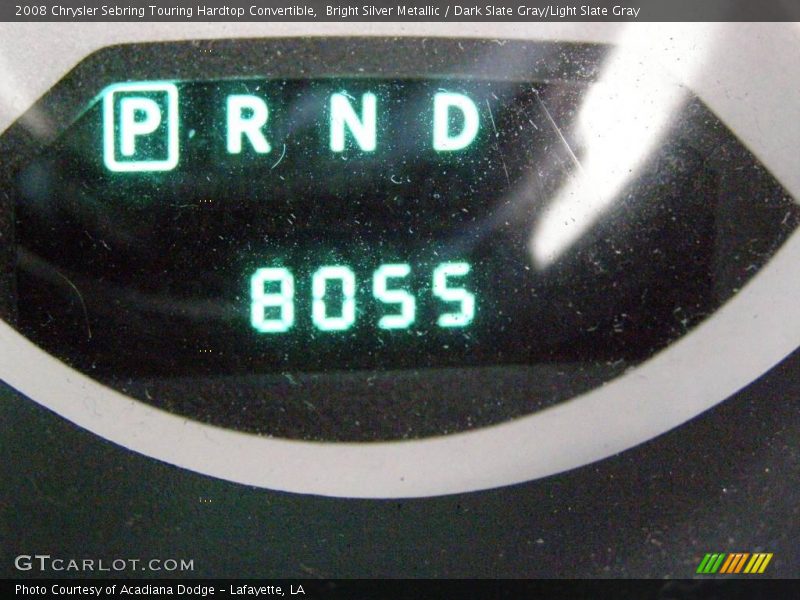 2008 Chrysler Sebring Touring Hardtop Convertible, Bright Silver Metallic / Dark Slate Gray/Light Slate Gray
P R N D
8055
GTCARLOT.COM
Photo Courtesy of Acadiana Dodge - Lafayette, LA